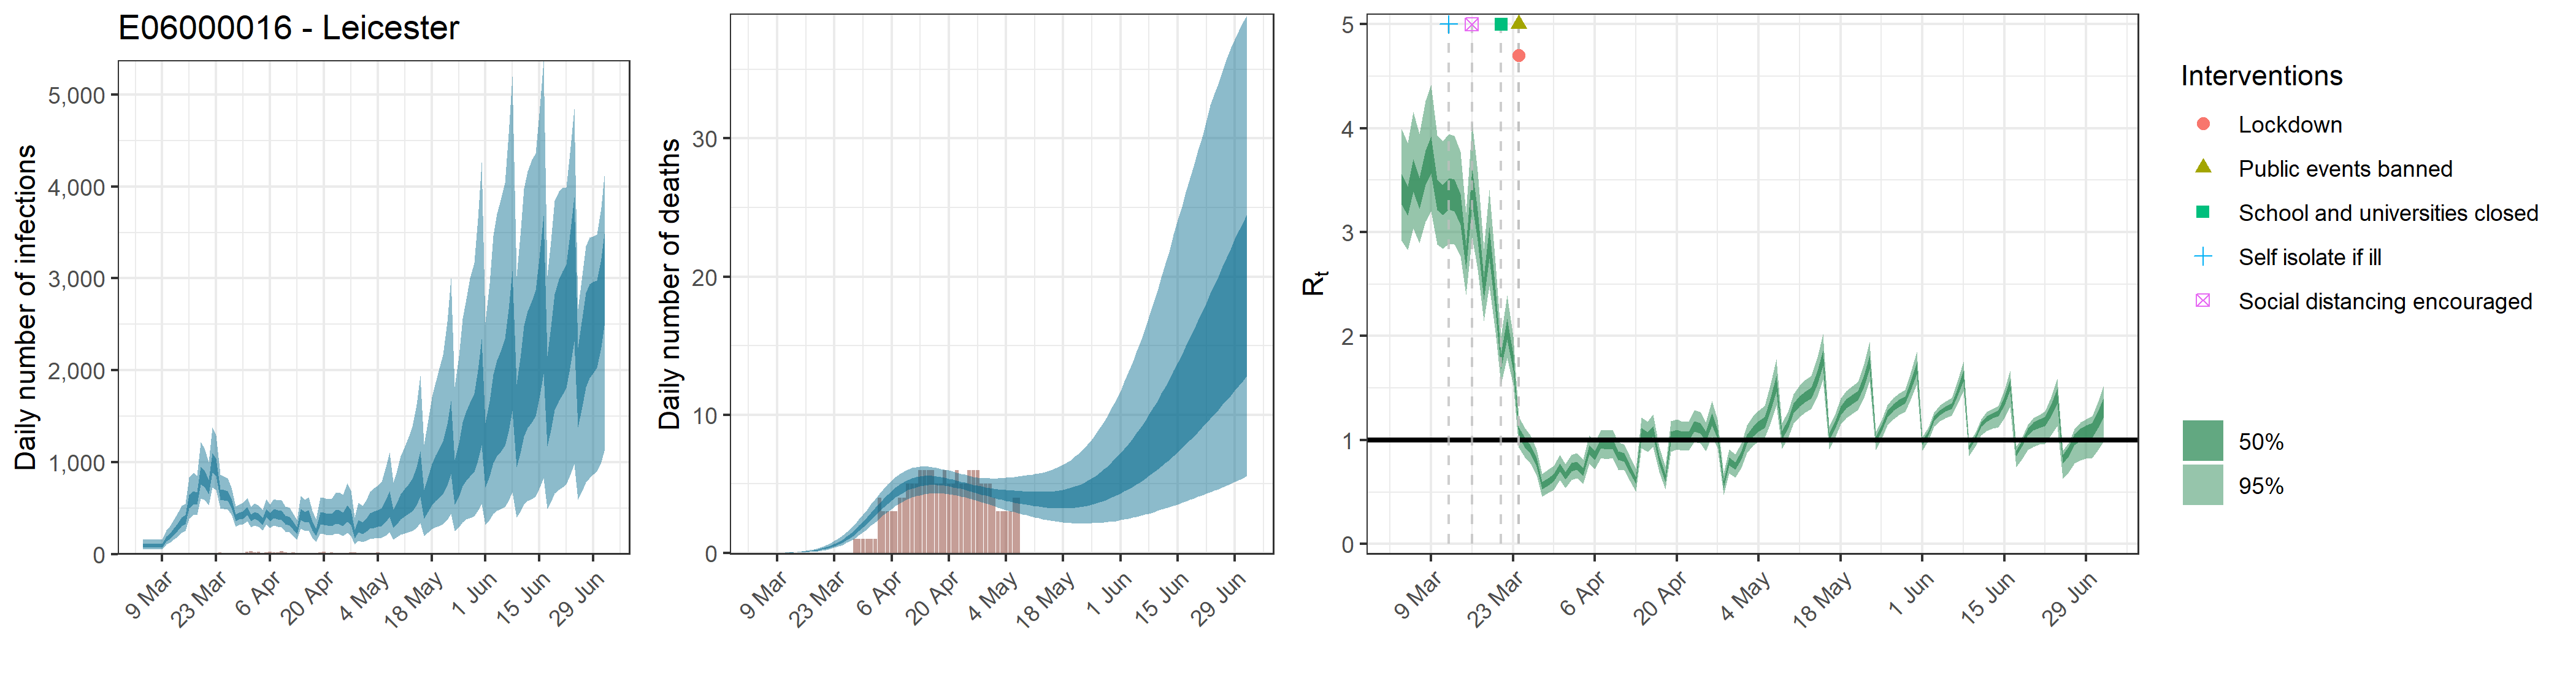 E06000016 - Leicester
Daily number of infections
5,000
4,000
3,000
2,000
1,000
0
9 Mar
23 Mar
6 Apr
20 Apr
4 May
18 May
1 Jun
15 Jun
29 Jun
Daily number of deaths
30
20
10
0
9 Mar
23 Mar
6 Apr
20 Apr
4 May
18 May
1 Jun
15 Jun
29 Jun
Rt
5
4
3
2
1
0
9 Mar
23 Mar
6 Apr
20 Apr
4 May
18 May
1 Jun
15 Jun
29 Jun
Interventions
Lockdown
Public events banned
School and universities closed
Self isolate if ill
Social distancing encouraged
50%
95%